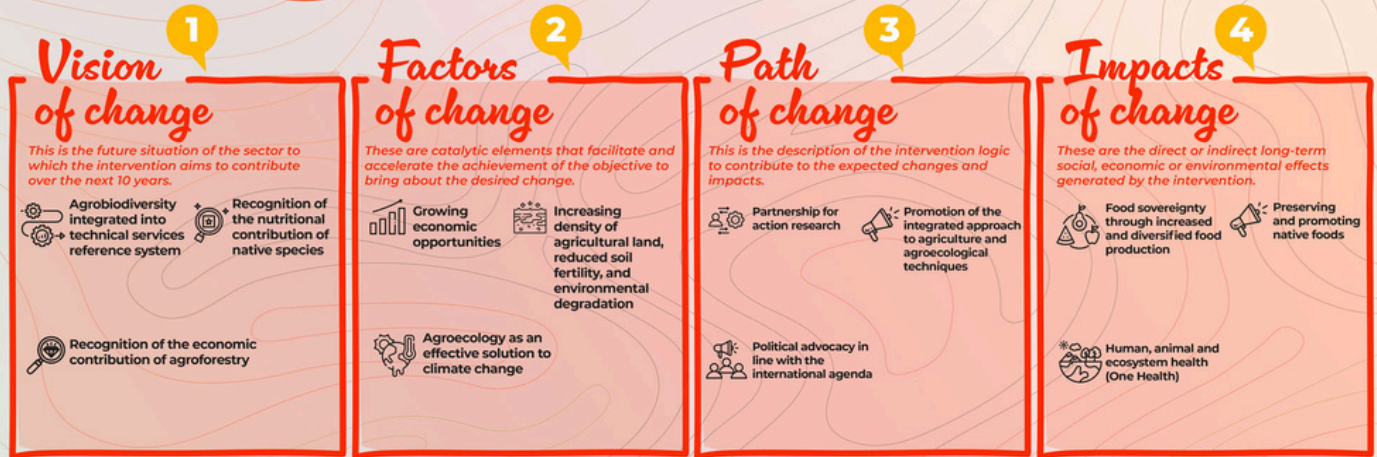 1
Vision
of change
This is the future situation of the sector to
which the intervention aims to contribute
over the next 10 years.
Agrobiodiversity
integrated into
technical services
reference system
Recognition of
the nutritional
contribution of
native species
Recognition of the economic
contribution of agroforestry
2
Factors
of change
These are catalytic elements that facilitate and
accelerate the achievement of the objective to
bring about the desired change.
Growing
economic
opportunities
Increasing
density of
agricultural land,
reduced soil
fertility, and
environmental
degradation
Agroecology as an
effective solution to
climate change
3
Path
of change
This is the description of the intervention logic
to contribute to the expected changes and
impacts.
Partnership for
action research
Promotion of the
integrated approach
to agriculture and
agroecological
techniques
Political advocacy in
line with the
international agenda
4
Impacts
of change
These are the direct or indirect long-term
social, economic or environmental effects
generated by the intervention.
Food sovereignty
through increased
and diversified food
production
Preserving
and promoting
native foods
Human, animal and
ecosystem health
(One Health)